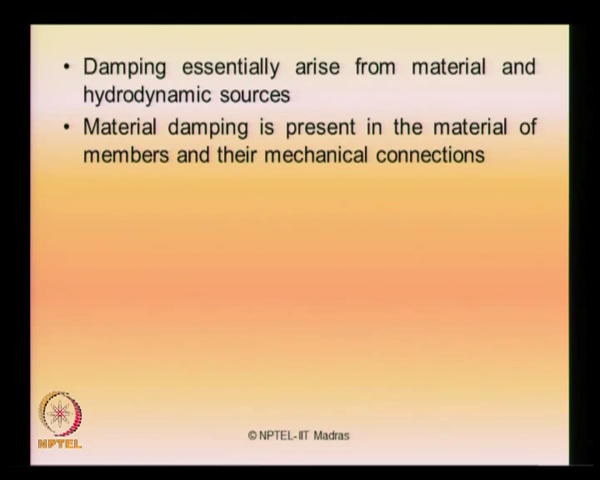 • Damping essentially arise from material and
hydrodynamic sources
• Material damping is present in the material of
members and their mechanical connections
NPTEL
© NPTEL-IIT Madras